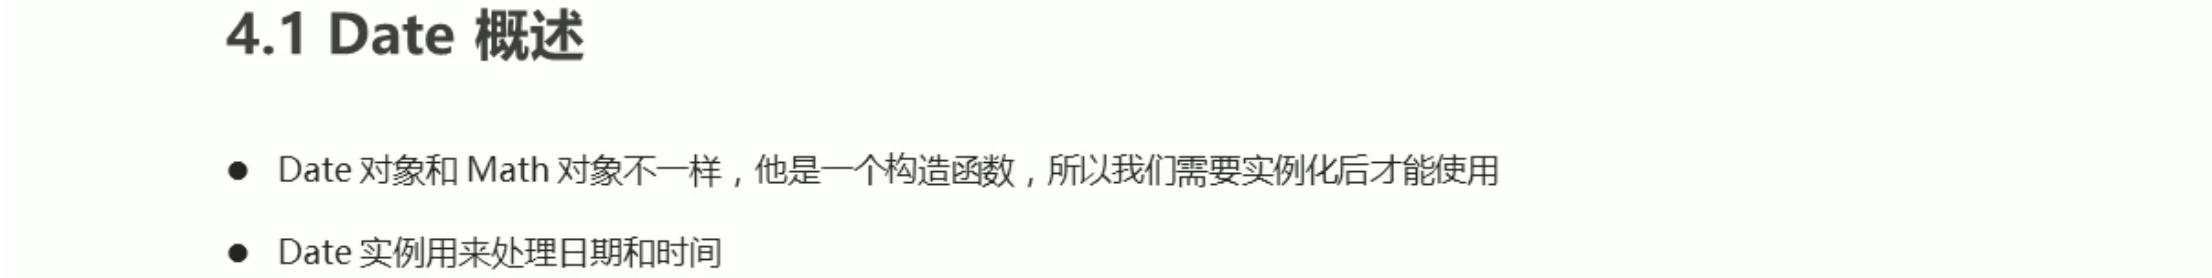 4.1 Date 概述
● Date 对象和 Math 对象不一样，他是一个构造函数，所以我们需要实例化后才能使用
● Date 实例用来处理日期和时间